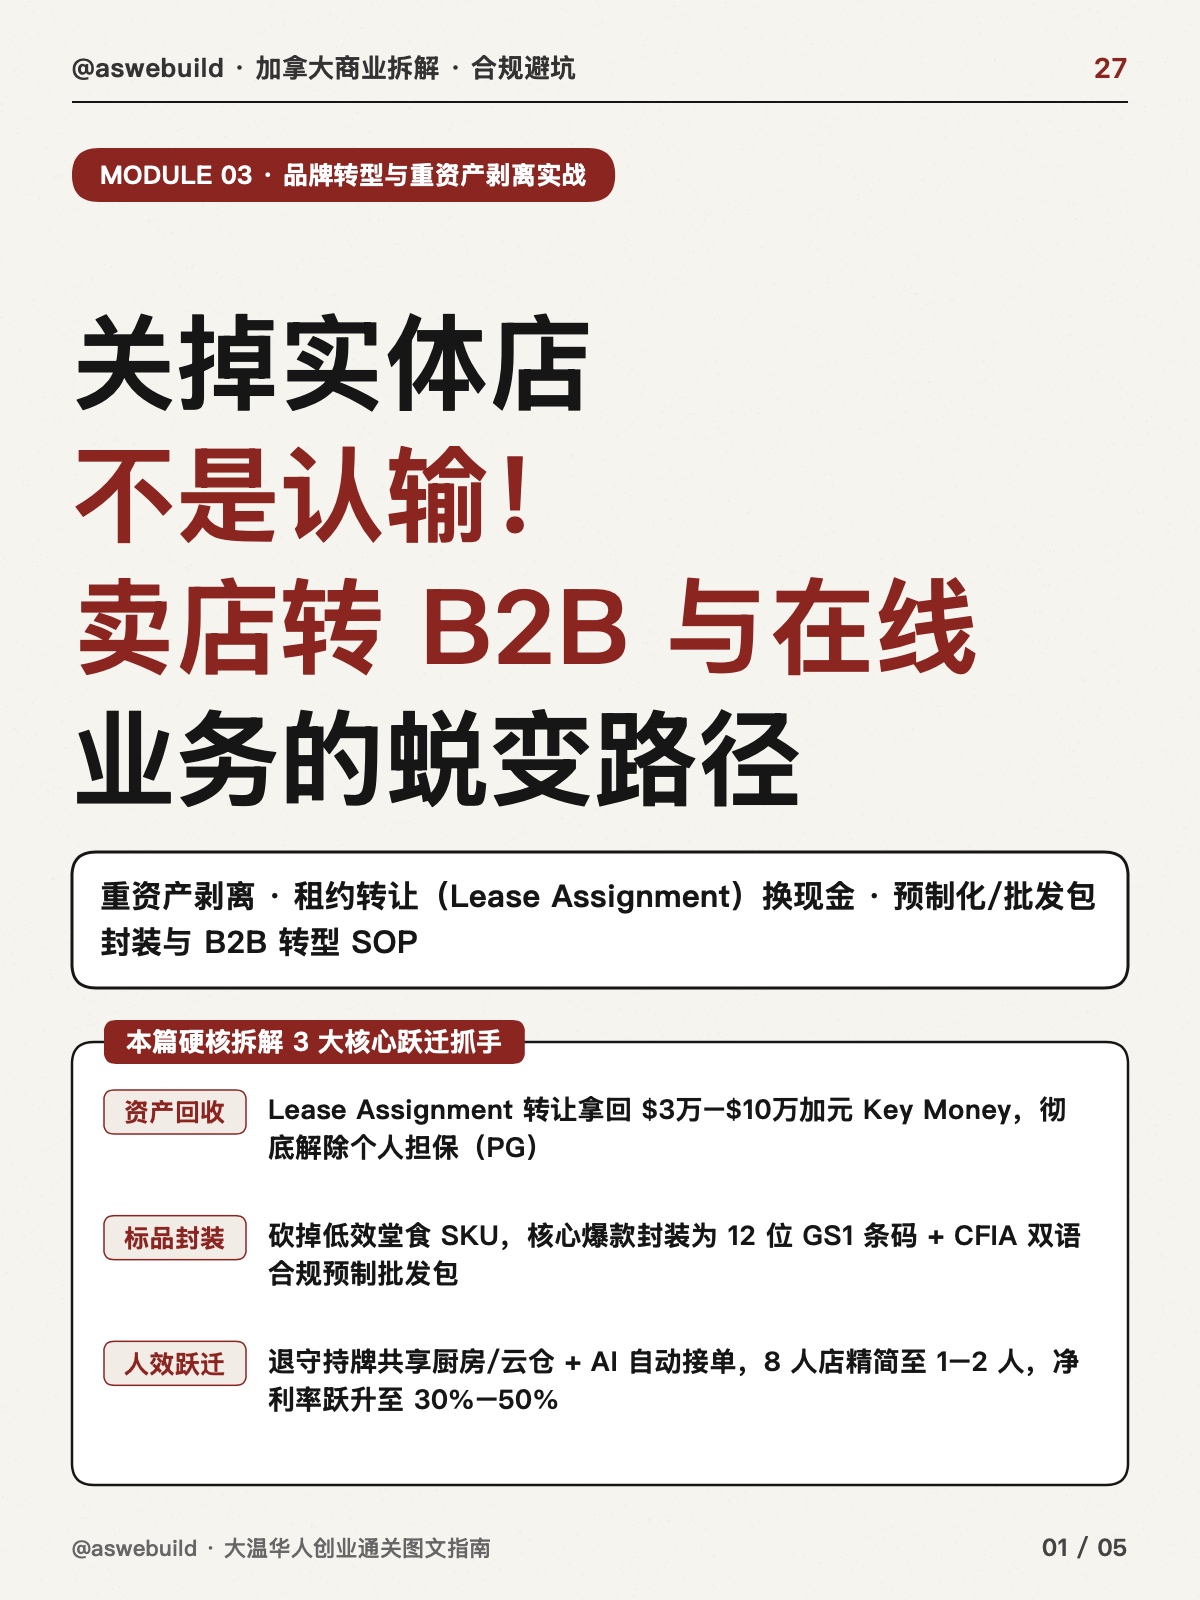 @aswebuild · 加拿大商业拆解 · 合规避坑
27
MODULE 03 · 品牌转型与重资产剥离实战
关掉实体店
不是认输！
卖店转 B2B 与在线
业务的蜕变路径
重资产剥离 · 租约转让（Lease Assignment）换现金 · 预制化/批发包
封装与 B2B 转型 SOP
本篇硬核拆解 3 大核心跃迁抓手
资产回收
Lease Assignment 转让拿回 $3万—$10万加元 Key Money，彻
底解除个人担保（PG）
标品封装
砍掉低效堂食 SKU，核心爆款封装为 12 位 GS1 条码 + CFIA 双语
合规预制批发包
人效跃迁
退守持牌共享厨房/云仓 + AI 自动接单，8 人店精简至 1—2 人，净
利率跃升至 30%—50%
@aswebuild · 大温华人创业通关图文指南
01 / 05